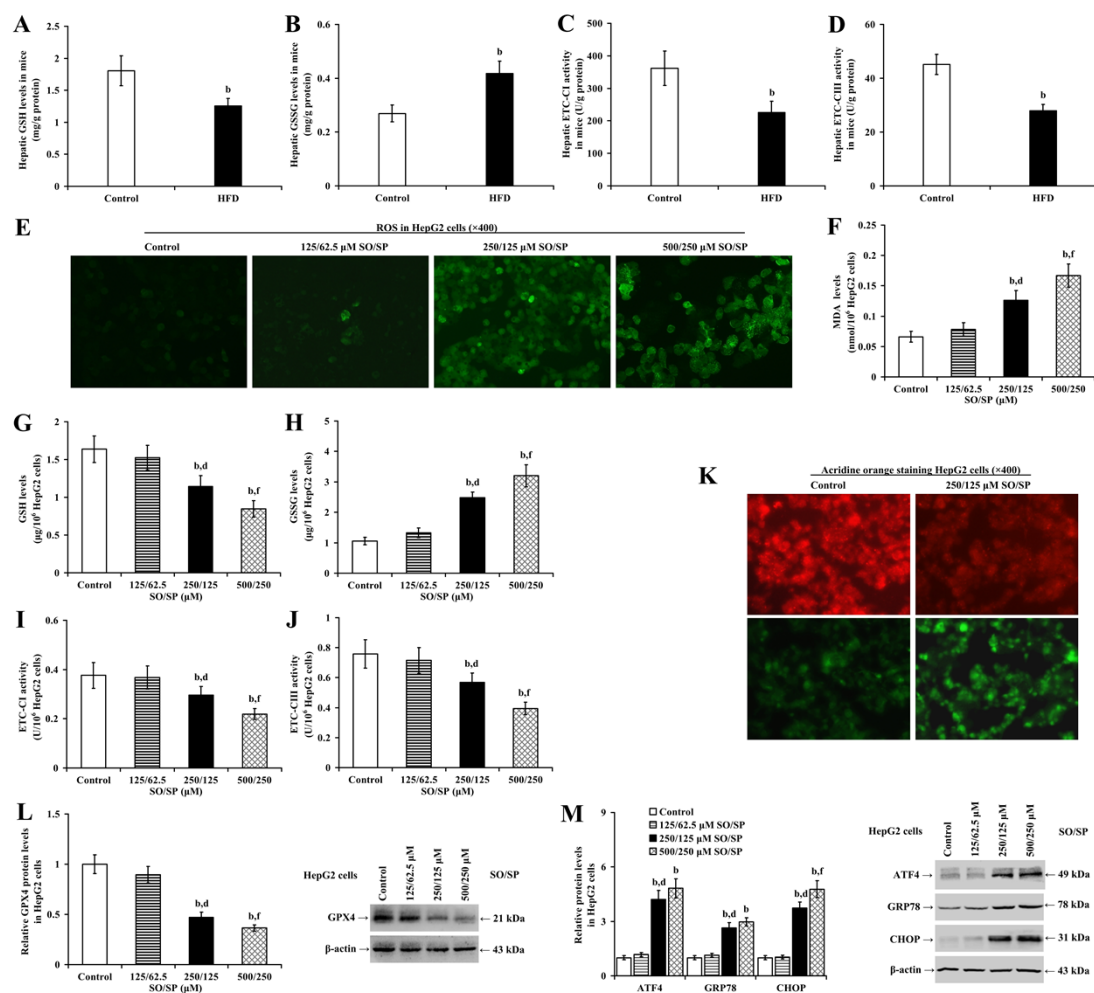 A
Hepatic GSH levels in mice
(mg/g protein)
2.5
2
1.5
1
0.5
0
b
Control
HFD
B
Hepatic GSSG levels in mice
(mg/g protein)
0.6
0.4
0.2
0
b
Control
HFD
C
Hepatic ETC-CI activity
in mice (U/g protein)
500
400
300
200
100
0
b
Control
HFD
D
Hepatic ETC-CIII activity
in mice (U/g protein)
60
40
20
0
b
Control
HFD
E
ROS in HepG2 cells (×400)
Control
125/62.5 μM SO/SP
250/125 μM SO/SP
500/250 μM SO/SP
F
MDA levels
(nmol/10⁶ HepG2 cells)
0.2
0.15
0.1
0.05
0
b,d
b,f
Control
125/62.5
250/125
500/250
SO/SP (μM)
G
GSH levels
(μg/10⁶ HepG2 cells)
2
1.5
1
0.5
0
b,d
b,f
Control
125/62.5
250/125
500/250
SO/SP (μM)
H
GSSG levels
(μg/10⁶ HepG2 cells)
5
4
3
2
1
0
b,d
b,f
Control
125/62.5
250/125
500/250
SO/SP (μM)
I
ETC-CI activity
(U/10⁶ HepG2 cells)
0.6
0.4
0.2
0
b,d
b,f
Control
125/62.5
250/125
500/250
SO/SP (μM)
J
ETC-CIII activity
(U/10⁶ HepG2 cells)
1
0.8
0.6
0.4
0.2
0
b,d
b,f
Control
125/62.5
250/125
500/250
SO/SP (μM)
K
Acridine orange staining HepG2 cells (×400)
Control
250/125 μM SO/SP
L
Relative GPX4 protein levels
in HepG2 cells
1.5
1
0.5
0
b,d
b,f
Control
125/62.5
250/125
500/250
SO/SP (μM)
HepG2 cells
Control
125/62.5 μM
250/125 μM
500/250 μM
SO/SP
GPX4→
←21 kDa
β-actin→
←43 kDa
M
Relative protein levels
in HepG2 cells
9
6
3
0
Control
125/62.5 μM SO/SP
250/125 μM SO/SP
500/250 μM SO/SP
b,d
b
b,d
b
b,d
b,f
ATF4
GRP78
CHOP
HepG2 cells
Control
125/62.5 μM
250/125 μM
500/250 μM
SO/SP
ATF4→
←49 kDa
GRP78→
←78 kDa
CHOP→
←31 kDa
β-actin→
←43 kDa